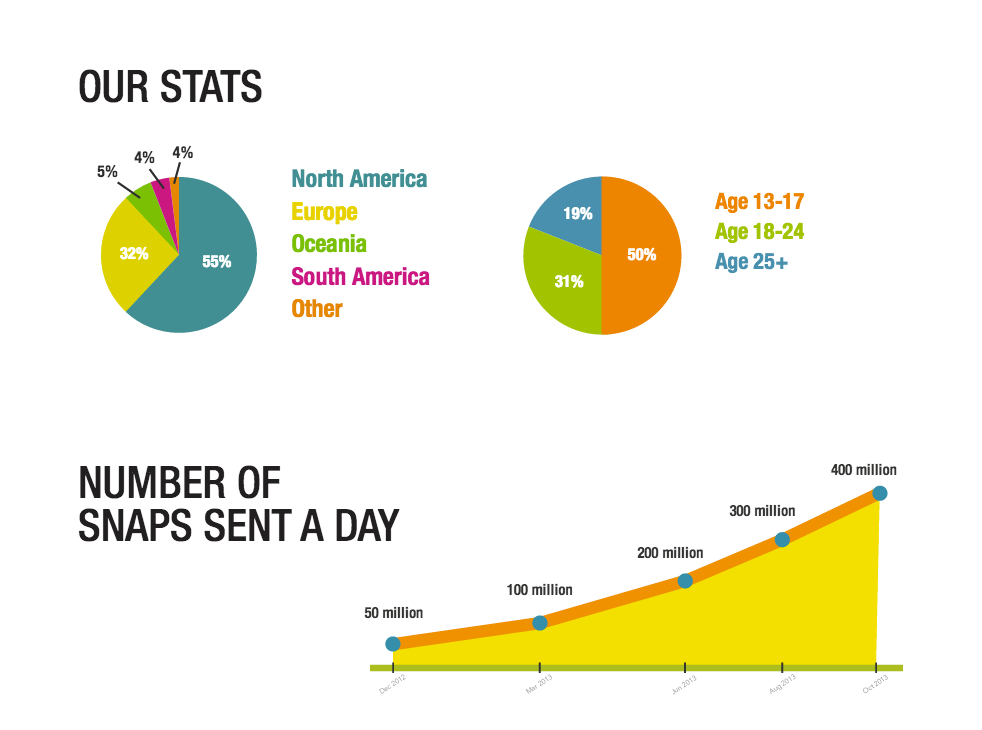 OUR STATS
5%
4%
4%
32%
55%
North America
Europe
Oceania
South America
Other
19%
50%
31%
Age 13-17
Age 18-24
Age 25+
NUMBER OF
SNAPS SENT A DAY
50 million
100 million
200 million
300 million
400 million
Dec 2012
Mar 2013
Jun 2013
Aug 2013
Oct 2013